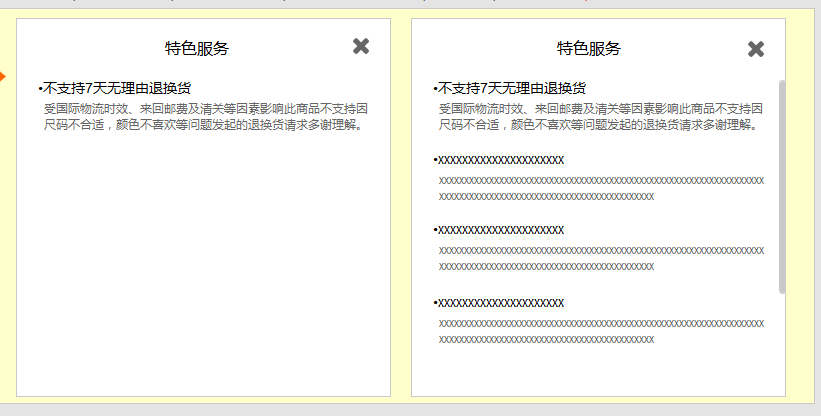 特色服务
•不支持7天无理由退换货
受国际物流时效、来回邮费及清关等因素影响此商品不支持因
尺码不合适，颜色不喜欢等问题发起的退换货请求多谢理解。
特色服务
•不支持7天无理由退换货
受国际物流时效、来回邮费及清关等因素影响此商品不支持因
尺码不合适，颜色不喜欢等问题发起的退换货请求多谢理解。
•XXXXXXXXXXXXXXXXXXXXX
XXXXXXXXXXXXXXXXXXXXXXXXXXXXXXXXXXXXXXXXXXXXXXXXXXXXXXXXXXXXXXXXX
XXXXXXXXXXXXXXXXXXXXXXXXXXXXXXXXXXXXXXXXXXX
•XXXXXXXXXXXXXXXXXXXXX
XXXXXXXXXXXXXXXXXXXXXXXXXXXXXXXXXXXXXXXXXXXXXXXXXXXXXXXXXXXXXXXXX
XXXXXXXXXXXXXXXXXXXXXXXXXXXXXXXXXXXXXXXXXXX
•XXXXXXXXXXXXXXXXXXXXX
XXXXXXXXXXXXXXXXXXXXXXXXXXXXXXXXXXXXXXXXXXXXXXXXXXXXXXXXXXXXXXXXX
XXXXXXXXXXXXXXXXXXXXXXXXXXXXXXXXXXXXXXXXXXX